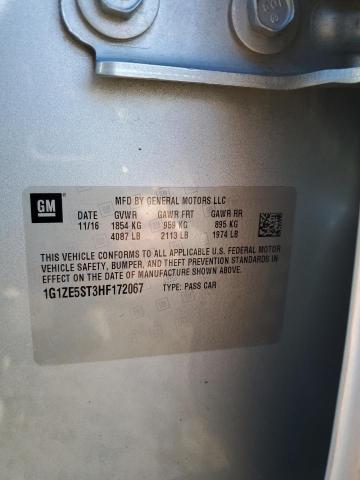 GM
MFD BY GENERAL MOTORS LLC
DATE GVWR GAWR FRT GAWR RR
11/16 1854 KG 959 KG 895 KG
4087 LB 2113 LB 1974 LB
THIS VEHICLE CONFORMS TO ALL APPLICABLE U.S. FEDERAL MOTOR
VEHICLE SAFETY, BUMPER, AND THEFT PREVENTION STANDARDS IN
EFFECT ON THE DATE OF MANUFACTURE SHOWN ABOVE.
1G1ZE5ST3HF172067 TYPE: PASS CAR